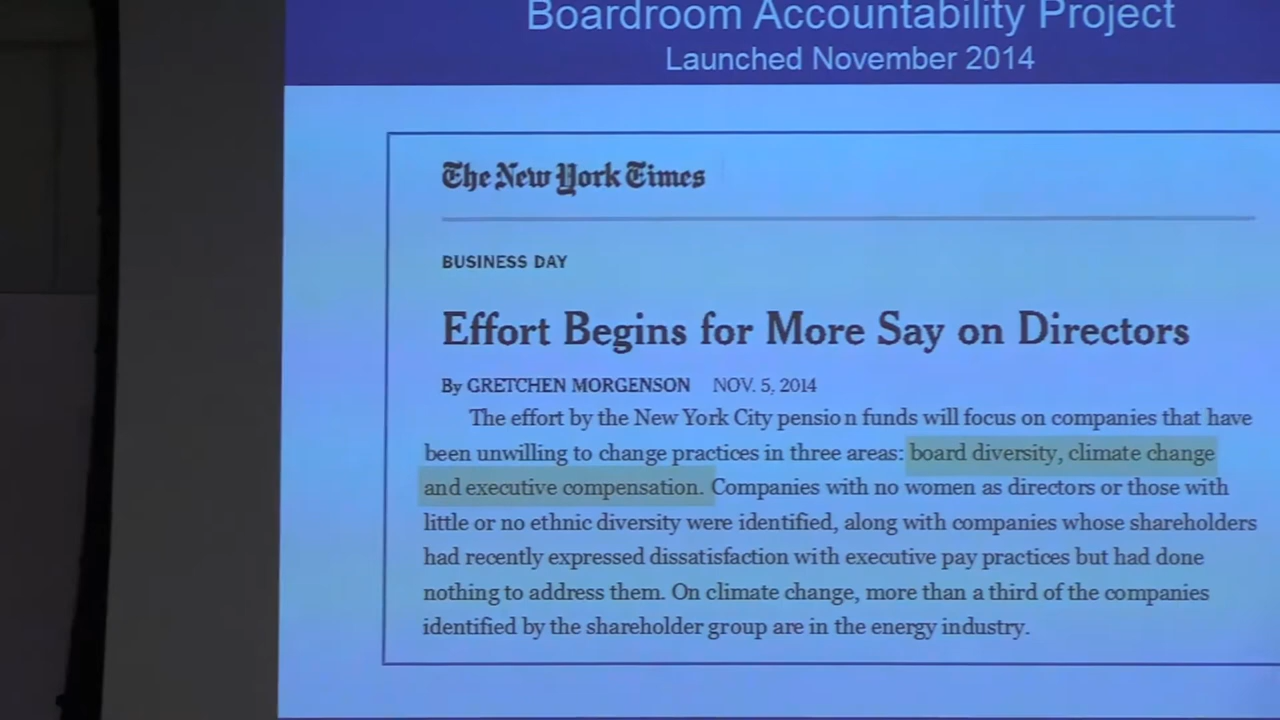 Boardroom Accountability Project
Launched November 2014
The New York Times
BUSINESS DAY
Effort Begins for More Say on Directors
By GRETCHEN MORGENSON NOV. 5, 2014
The effort by the New York City pension funds will focus on companies that have
been unwilling to change practices in three areas: board diversity, climate change
and executive compensation. Companies with no women as directors or those with
little or no ethnic diversity were identified, along with companies whose shareholders
had recently expressed dissatisfaction with executive pay practices but had done
nothing to address them. On climate change, more than a third of the companies
identified by the shareholder group are in the energy industry.